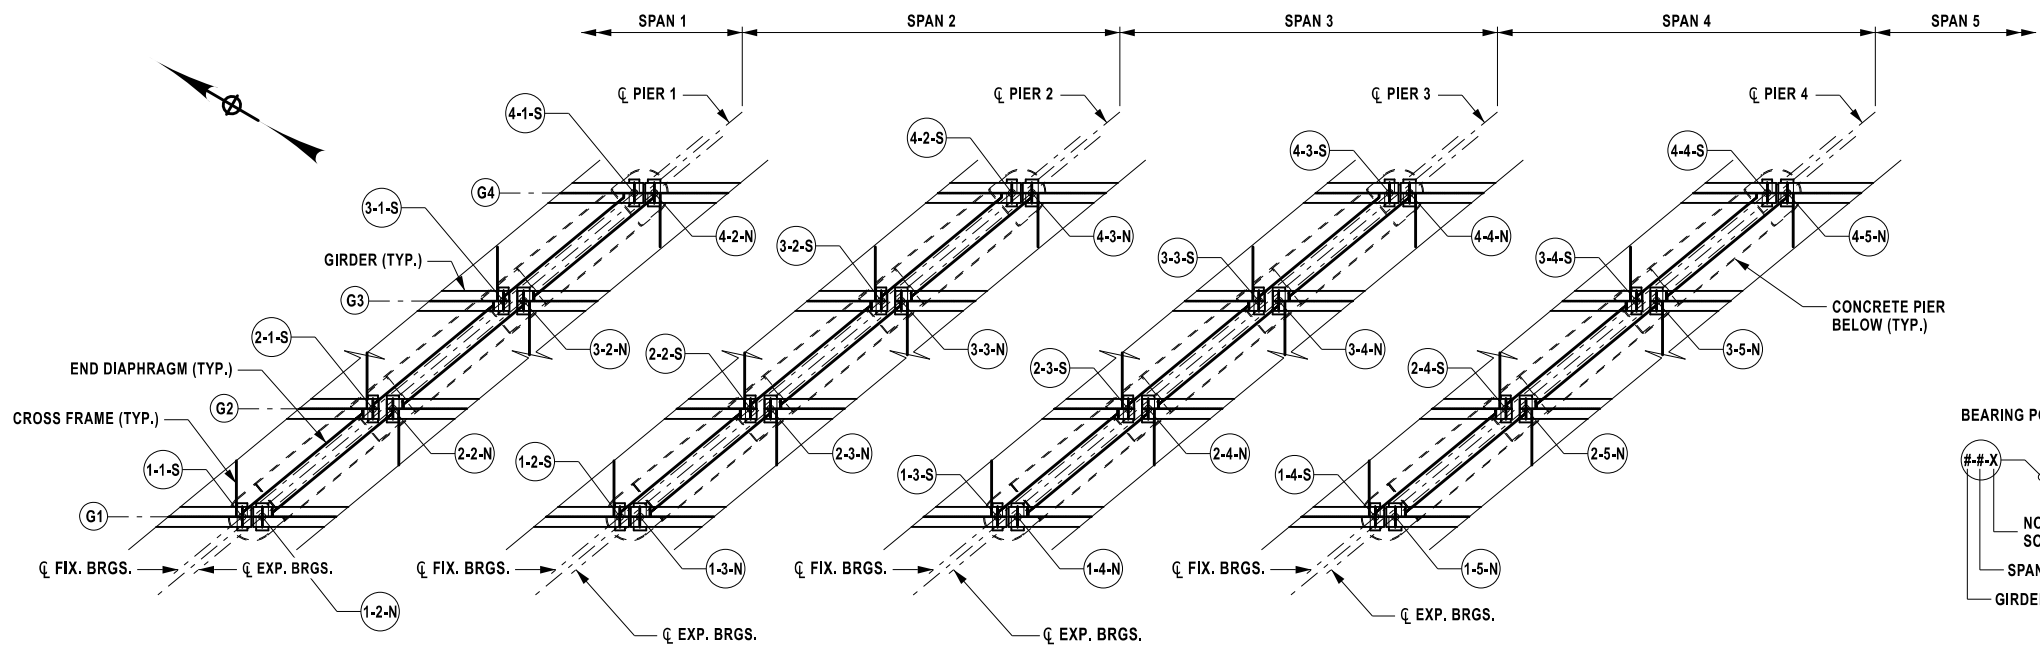 SPAN 1
SPAN 2
SPAN 3
SPAN 4
SPAN 5
℄ PIER 1
℄ PIER 2
℄ PIER 3
℄ PIER 4
4-1-S
4-2-S
4-3-S
4-4-S
G4
3-1-S
4-2-N
3-2-S
4-3-N
3-3-S
4-4-N
3-4-S
4-5-N
GIRDER (TYP.)
G3
CONCRETE PIER
BELOW (TYP.)
2-1-S
3-2-N
2-2-S
3-3-N
2-3-S
3-4-N
2-4-S
3-5-N
END DIAPHRAGM (TYP.)
G2
CROSS FRAME (TYP.)
BEARING
1-1-S
2-2-N
1-2-S
2-3-N
1-3-S
2-4-N
1-4-S
2-5-N
#-#-X
G1
℄ FIX. BRGS.
℄ EXP. BRGS.
℄ FIX. BRGS.
1-3-N
℄ FIX. BRGS.
1-4-N
℄ FIX. BRGS.
1-5-N
SPAN
GIRDER
1-2-N
℄ EXP. BRGS.
℄ EXP. BRGS.
℄ EXP. BRGS.